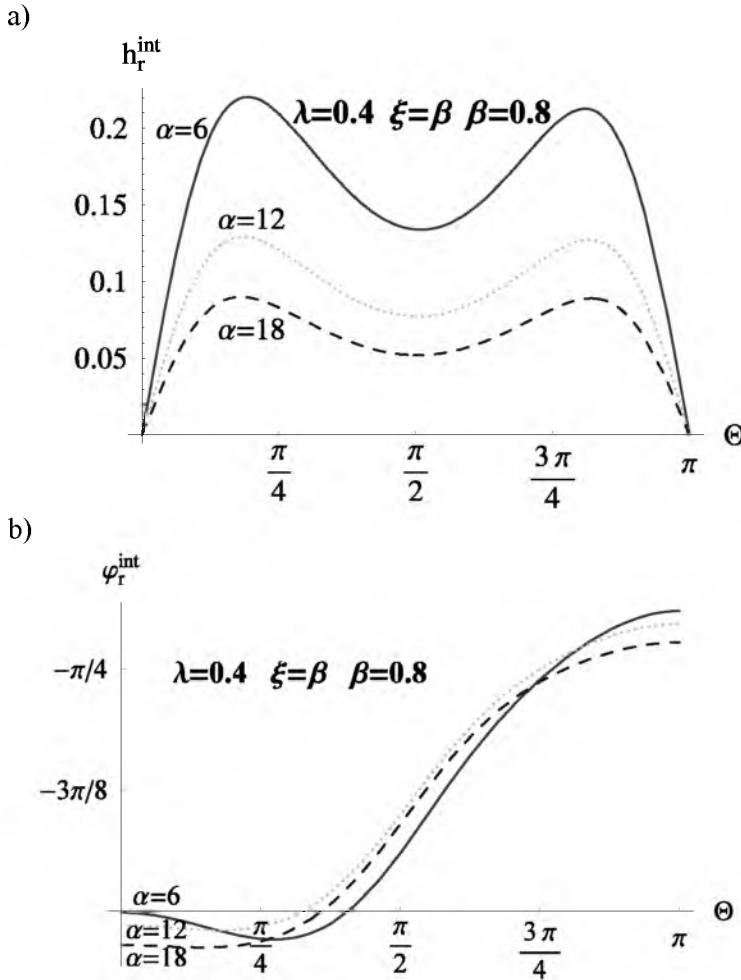 a)
h_r^int
λ=0.4 ξ=β β=0.8
α=6
0.2
0.15
α=12
0.1
α=18
0.05
Θ
π/4
π/2
3π/4
π
b)
φ_r^int
−π/4
λ=0.4 ξ=β β=0.8
−3π/8
α=6
Θ
α=12
α=18
π/4
π/2
3π/4
π